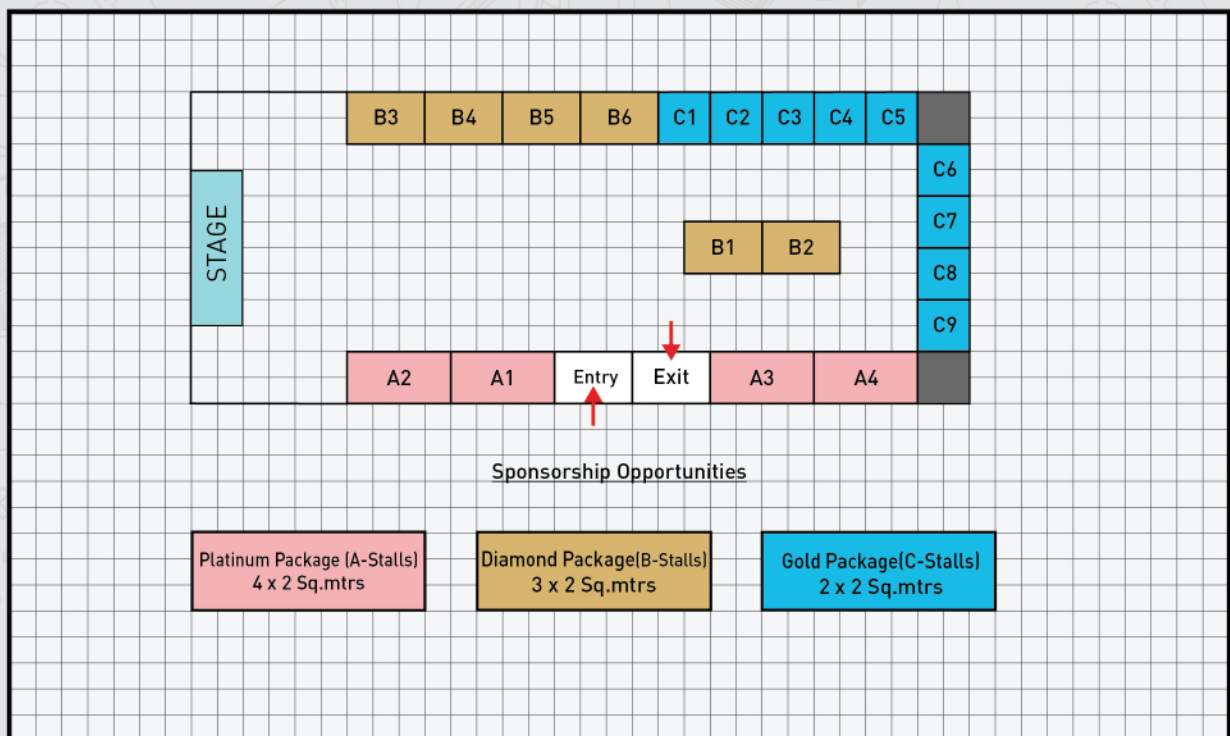 B3 B4 B5 B6 C1 C2 C3 C4 C5
C6
STAGE
C7
B1 B2
C8
C9
A2 A1 Entry Exit A3 A4
Sponsorship Opportunities
Platinum Package (A-Stalls)
4 x 2 Sq.mtrs
Diamond Package(B-Stalls)
3 x 2 Sq.mtrs
Gold Package(C-Stalls)
2 x 2 Sq.mtrs